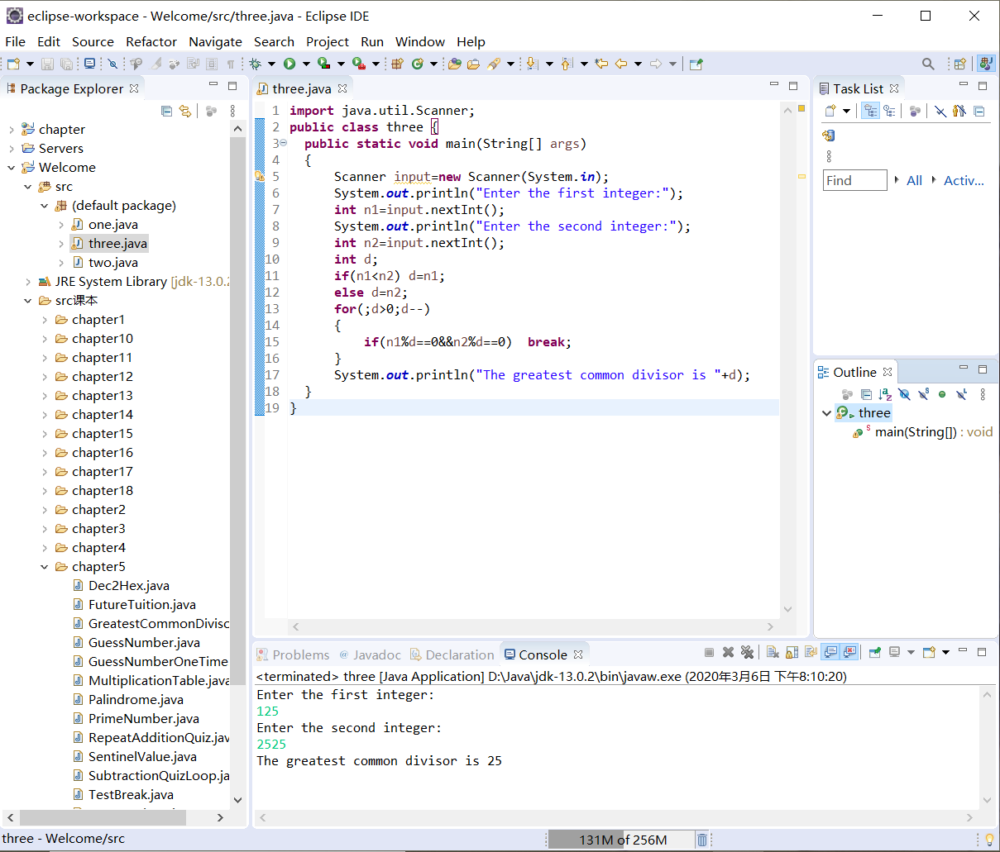 eclipse-workspace - Welcome/src/three.java - Eclipse IDE
File Edit Source Refactor Navigate Search Project Run Window Help
Package Explorer
chapter
Servers
Welcome
src
(default package)
one.java
three.java
two.java
JRE System Library [jdk-13.0.2
src课本
chapter1
chapter10
chapter11
chapter12
chapter13
chapter14
chapter15
chapter16
chapter17
chapter18
chapter2
chapter3
chapter4
chapter5
Dec2Hex.java
FutureTuition.java
GreatestCommonDivisc
GuessNumber.java
GuessNumberOneTime
MultiplicationTable.java
Palindrome.java
PrimeNumber.java
RepeatAdditionQuiz.jav
SentinelValue.java
SubtractionQuizLoop.ja
TestBreak.java
three.java
1 import java.util.Scanner;
2 public class three {
3 public static void main(String[] args)
4 {
5 Scanner input=new Scanner(System.in);
6 System.out.println("Enter the first integer:");
7 int n1=input.nextInt();
8 System.out.println("Enter the second integer:");
9 int n2=input.nextInt();
10 int d;
11 if(n1<n2) d=n1;
12 else d=n2;
13 for(;d>0;d--)
14 {
15 if(n1%d==0&&n2%d==0)  break;
16 }
17 System.out.println("The greatest common divisor is "+d);
18 }
19 }
Task List
Find All Activ...
Outline
three
main(String[]) : void
Problems @ Javadoc Declaration Console
<terminated> three [Java Application] D:\Java\jdk-13.0.2\bin\javaw.exe (2020年3月6日 下午8:10:20)
Enter the first integer:
125
Enter the second integer:
2525
The greatest common divisor is 25
three - Welcome/src
131M of 256M